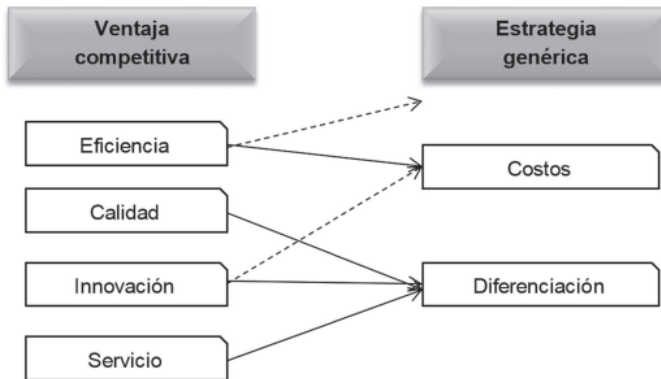 Ventaja
competitiva
Estrategia
genérica
Eficiencia
Costos
Calidad
Innovación
Diferenciación
Servicio